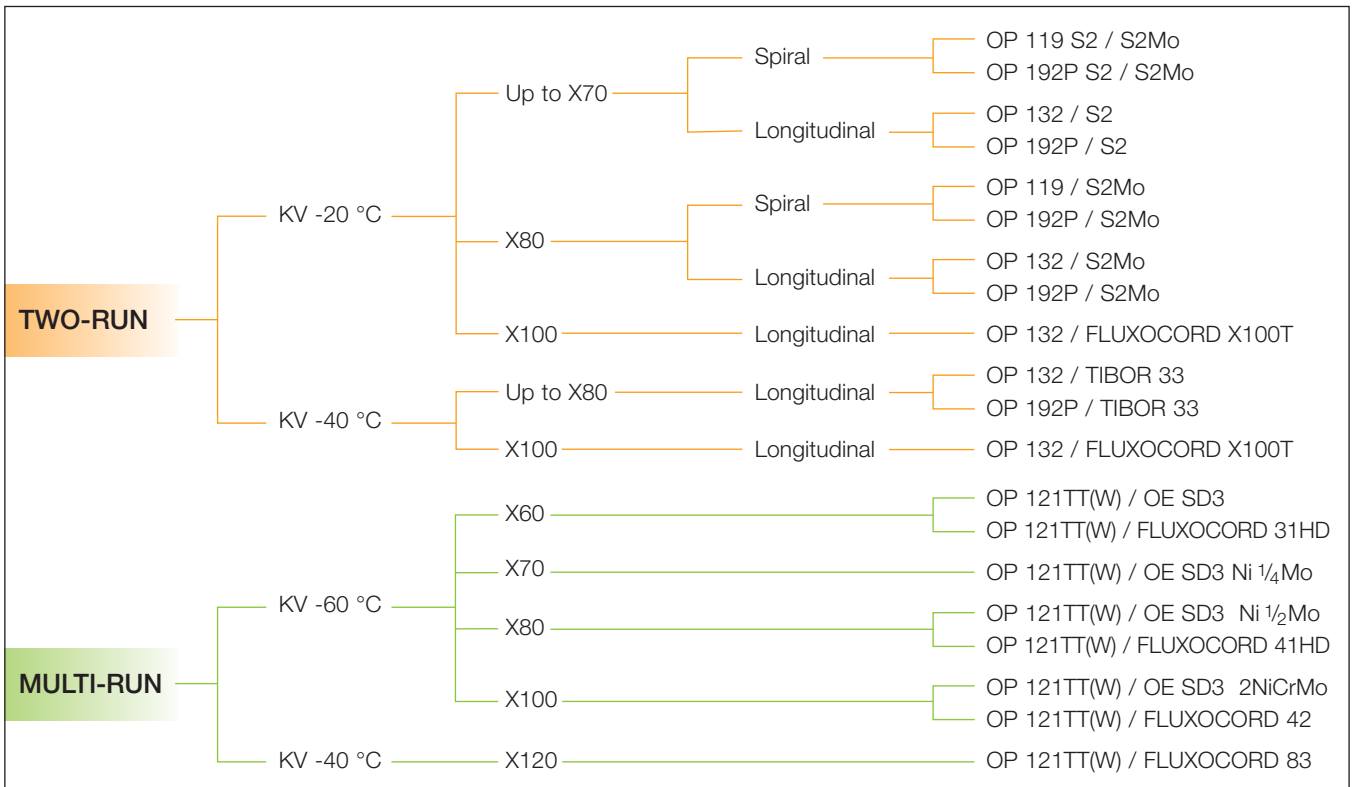 TWO-RUN
KV -20 °C
Up to X70
Spiral
OP 119 S2 / S2Mo
OP 192P S2 / S2Mo
Longitudinal
OP 132 / S2
OP 192P / S2
X80
Spiral
OP 119 / S2Mo
OP 192P / S2Mo
Longitudinal
OP 132 / S2Mo
OP 192P / S2Mo
X100
Longitudinal
OP 132 / FLUXOCORD X100T
KV -40 °C
Up to X80
Longitudinal
OP 132 / TIBOR 33
OP 192P / TIBOR 33
X100
Longitudinal
OP 132 / FLUXOCORD X100T
MULTI-RUN
KV -60 °C
X60
OP 121TT(W) / OE SD3
OP 121TT(W) / FLUXOCORD 31HD
X70
OP 121TT(W) / OE SD3 Ni 1/4Mo
X80
OP 121TT(W) / OE SD3 Ni 1/2Mo
OP 121TT(W) / FLUXOCORD 41HD
X100
OP 121TT(W) / OE SD3 2NiCrMo
OP 121TT(W) / FLUXOCORD 42
KV -40 °C
X120
OP 121TT(W) / FLUXOCORD 83